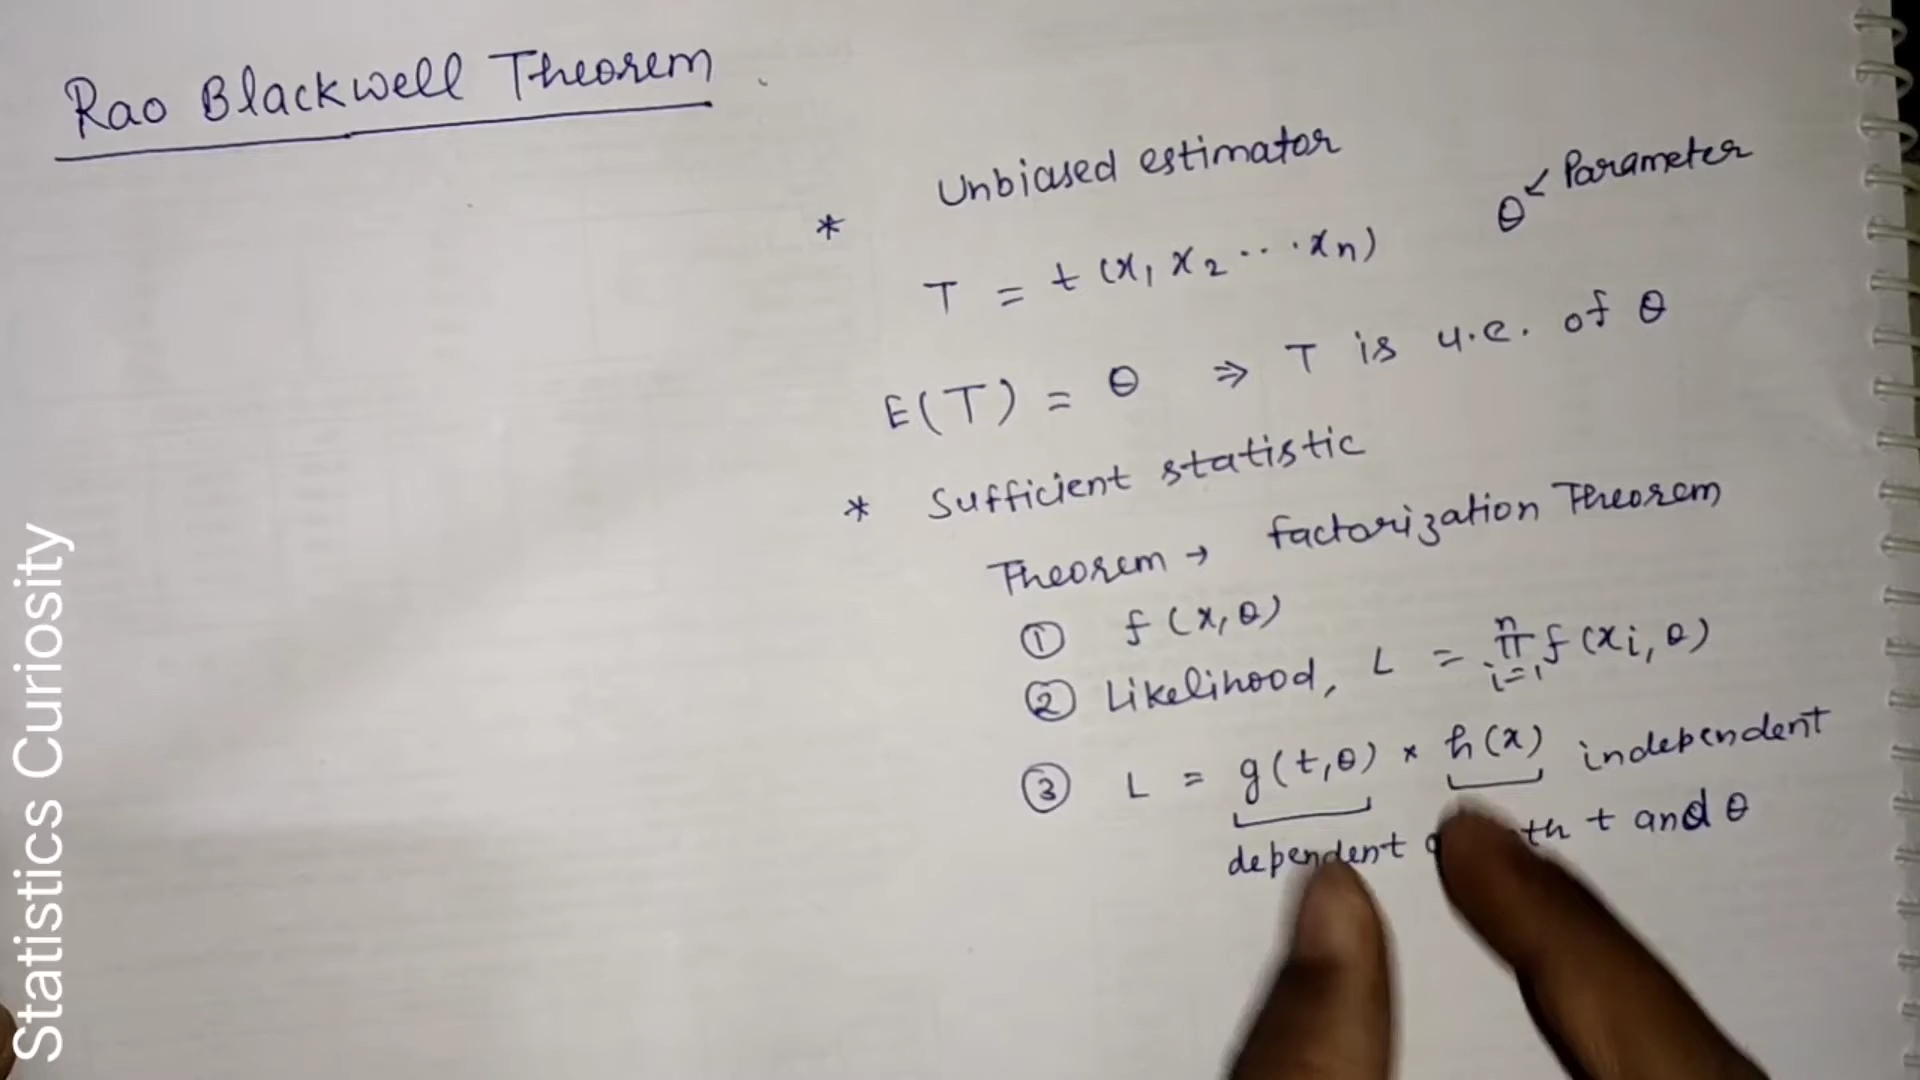 Rao Blackwell Theorem
* Unbiased estimator
θ ↙ Parameter
T = t(x₁ x₂ ... xₙ)
E(T) = θ ⇒ T is u.e. of θ
* Sufficient statistic
Theorem → factorization Theorem
① f(x, θ)
② Likelihood, L = π f(xi, θ)
n
i=1
③ L = g(t,θ) × h(x) independent
dependent t and θ
Statistics Curiosity